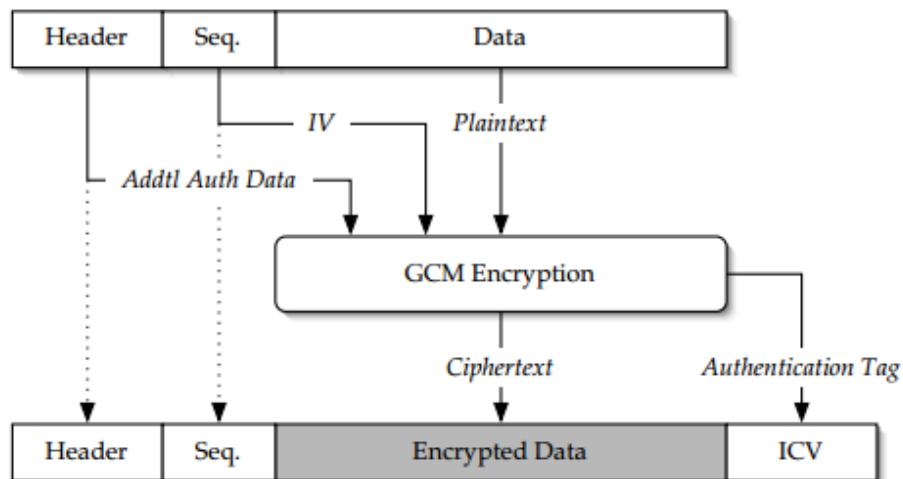 Header Seq. Data
IV Plaintext
Addtl Auth Data
GCM Encryption
Ciphertext Authentication Tag
Header Seq. Encrypted Data ICV